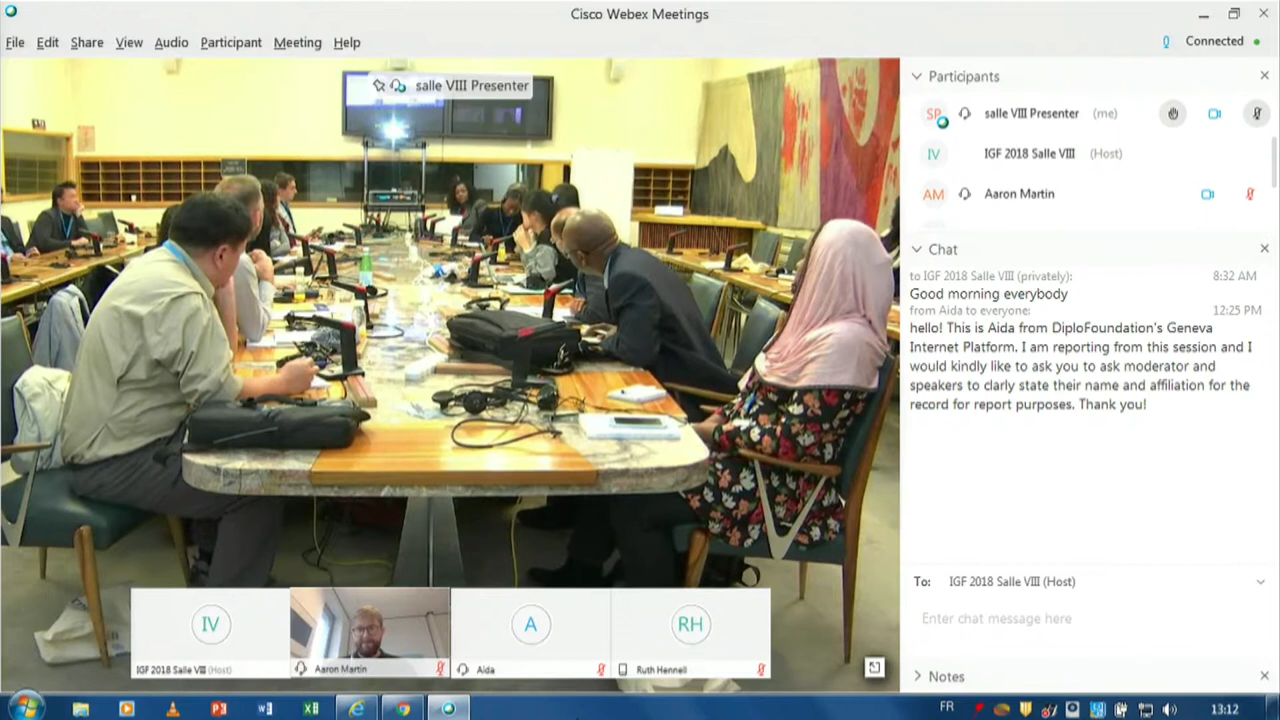 Cisco Webex Meetings
File Edit Share View Audio Participant Meeting Help
Connected
salle VIII Presenter
Participants
SP salle VIII Presenter (me)
IV IGF 2018 Salle VIII (Host)
AM Aaron Martin
Chat
to IGF 2018 Salle VIII (privately): 8:32 AM
Good morning everybody
from Aida to everyone: 12:25 PM
hello! This is Aida from DiploFoundation's Geneva
Internet Platform. I am reporting from this session and I
would kindly like to ask you to ask moderator and
speakers to clarly state their name and affiliation for the
record for report purposes. Thank you!
To: IGF 2018 Salle VIII (Host)
Enter chat message here
Notes
IV
IGF 2018 Salle VIII (Host)
Aaron Martin
A
Aida
RH
Ruth Hennell
FR
13:12